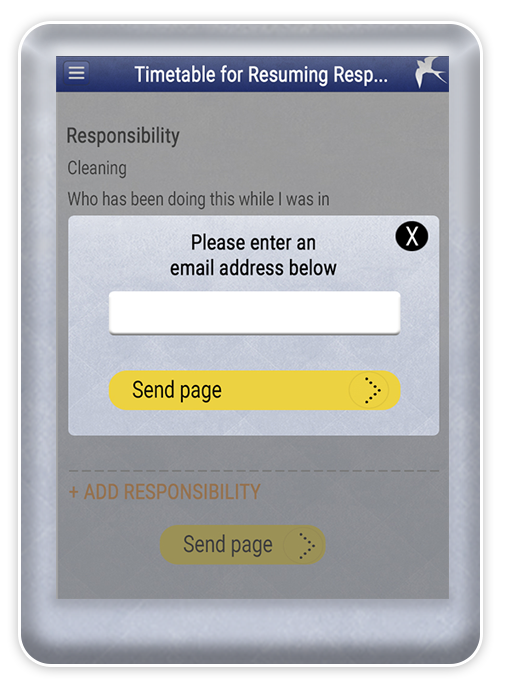 Timetable for Resuming Resp...
Responsibility
Cleaning
Who has been doing this while I was in
X
Please enter an
email address below
Send page
+ ADD RESPONSIBILITY
Send page